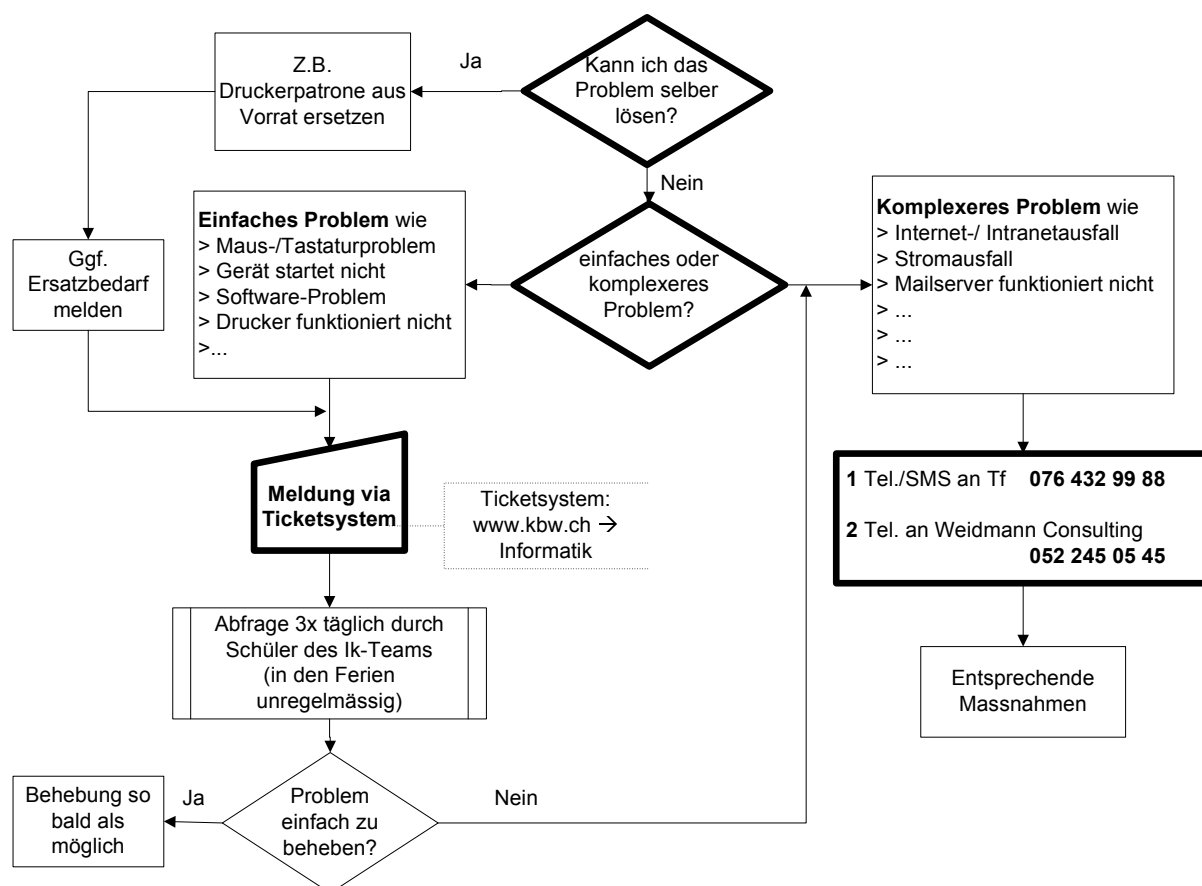 Kann ich das
Problem selber
lösen?
Ja
Z.B.
Druckerpatrone aus
Vorrat ersetzen
Nein
Ggf.
Ersatzbedarf
melden
Einfaches Problem wie
> Maus-/Tastaturproblem
> Gerät startet nicht
> Software-Problem
> Drucker funktioniert nicht
>...
einfaches oder
komplexeres
Problem?
Komplexeres Problem wie
> Internet-/ Intranetausfall
> Stromausfall
> Mailserver funktioniert nicht
> ...
> ...
> ...
Meldung via
Ticketsystem
Ticketsystem:
www.kbw.ch →
Informatik
1 Tel./SMS an Tf 076 432 99 88
2 Tel. an Weidmann Consulting
052 245 05 45
Abfrage 3x täglich durch
Schüler des Ik-Teams
(in den Ferien
unregelmässig)
Entsprechende
Massnahmen
Problem
einfach zu
beheben?
Ja
Behebung so
bald als
möglich
Nein